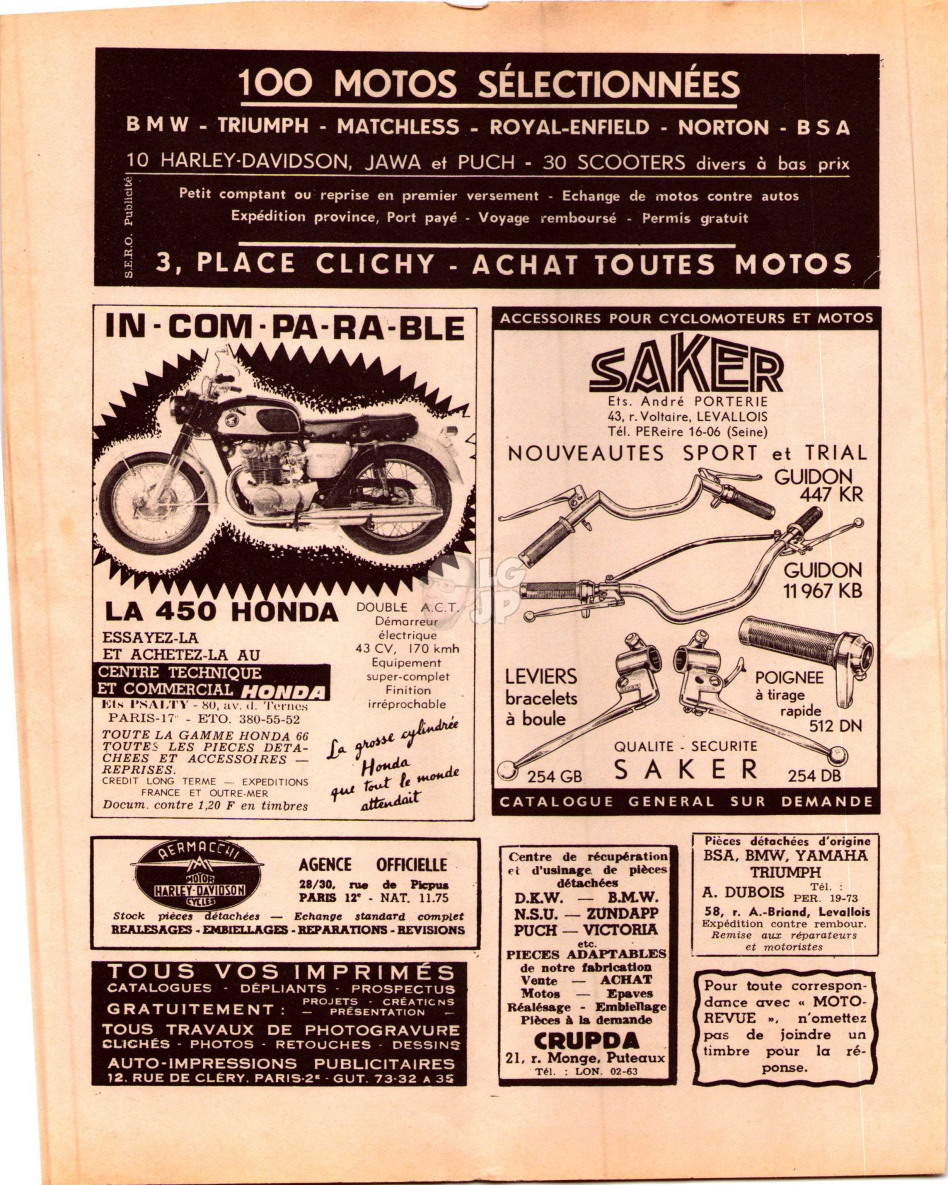 100 MOTOS SÉLECTIONNÉES
BMW - TRIUMPH - MATCHLESS - ROYAL-ENFIELD - NORTON - BSA
10 HARLEY-DAVIDSON, JAWA et PUCH - 30 SCOOTERS divers à bas prix
S.E.R.O. Publicité
Petit comptant ou reprise en premier versement - Echange de motos contre autos
Expédition province, Port payé - Voyage remboursé - Permis gratuit
3, PLACE CLICHY - ACHAT TOUTES MOTOS
IN-COM-PA-RA-BLE
LA 450 HONDA
ESSAYEZ-LA
ET ACHETEZ-LA AU
CENTRE TECHNIQUE
ET COMMERCIAL HONDA
Ets PSALTY - 80, av. d. Ternes
PARIS-17e - ETO. 380-55-52
TOUTE LA GAMME HONDA 66
TOUTES LES PIECES DETA-
CHEES ET ACCESSOIRES —
REPRISES.
CREDIT LONG TERME — EXPEDITIONS
FRANCE ET OUTRE-MER
Docum. contre 1,20 F en timbres
DOUBLE A.C.T.
Démarreur
électrique
43 CV, 170 kmh
Equipement
super-complet
Finition
irréprochable
La grosse cylindrée
Honda
que tout le monde
attendait
ACCESSOIRES POUR CYCLOMOTEURS ET MOTOS
SAKER
Ets. André PORTERIE
43, r. Voltaire, LEVALLOIS
Tél. PEReire 16-06 (Seine)
NOUVEAUTES SPORT et TRIAL
GUIDON
447 KR
GUIDON
11 967 KB
LEVIERS
bracelets
à boule
POIGNEE
à tirage
rapide
512 DN
QUALITE - SECURITE
254 GB SAKER 254 DB
CATALOGUE GENERAL SUR DEMANDE
AERMACCHI
MOTOR
HARLEY-DAVIDSON
CYCLES
AGENCE OFFICIELLE
28/30, rue de Picpus
PARIS 12e - NAT. 11.75
Stock pièces détachées — Echange standard complet
REALESAGES - EMBIELLAGES - REPARATIONS - REVISIONS
TOUS VOS IMPRIMÉS
CATALOGUES - DÉPLIANTS - PROSPECTUS
GRATUITEMENT : PROJETS - CRÉATIONS
— PRÉSENTATION —
TOUS TRAVAUX DE PHOTOGRAVURE
CLICHÉS - PHOTOS - RETOUCHES - DESSINS
AUTO-IMPRESSIONS PUBLICITAIRES
12, RUE DE CLÉRY, PARIS-2e - GUT. 73-32 A 35
Centre de récupération
et d'usinage de pièces
détachées
D.K.W. — B.M.W.
N.S.U. — ZUNDAPP
PUCH — VICTORIA
etc.
PIECES ADAPTABLES
de notre fabrication
Vente — ACHAT
Motos — Epaves
Réalésage - Embiellage
Pièces à la demande
CRUPDA
21, r. Monge, Puteaux
Tél. : LON. 02-63
Pièces détachées d'origine
BSA, BMW, YAMAHA
TRIUMPH
A. DUBOIS Tél. :
PER. 19-73
58, r. A.-Briand, Levallois
Expédition contre rembour.
Remise aux réparateurs
et motoristes
Pour toute correspon-
dance avec « MOTO-
REVUE », n'omettez
pas de joindre un
timbre pour la ré-
ponse.